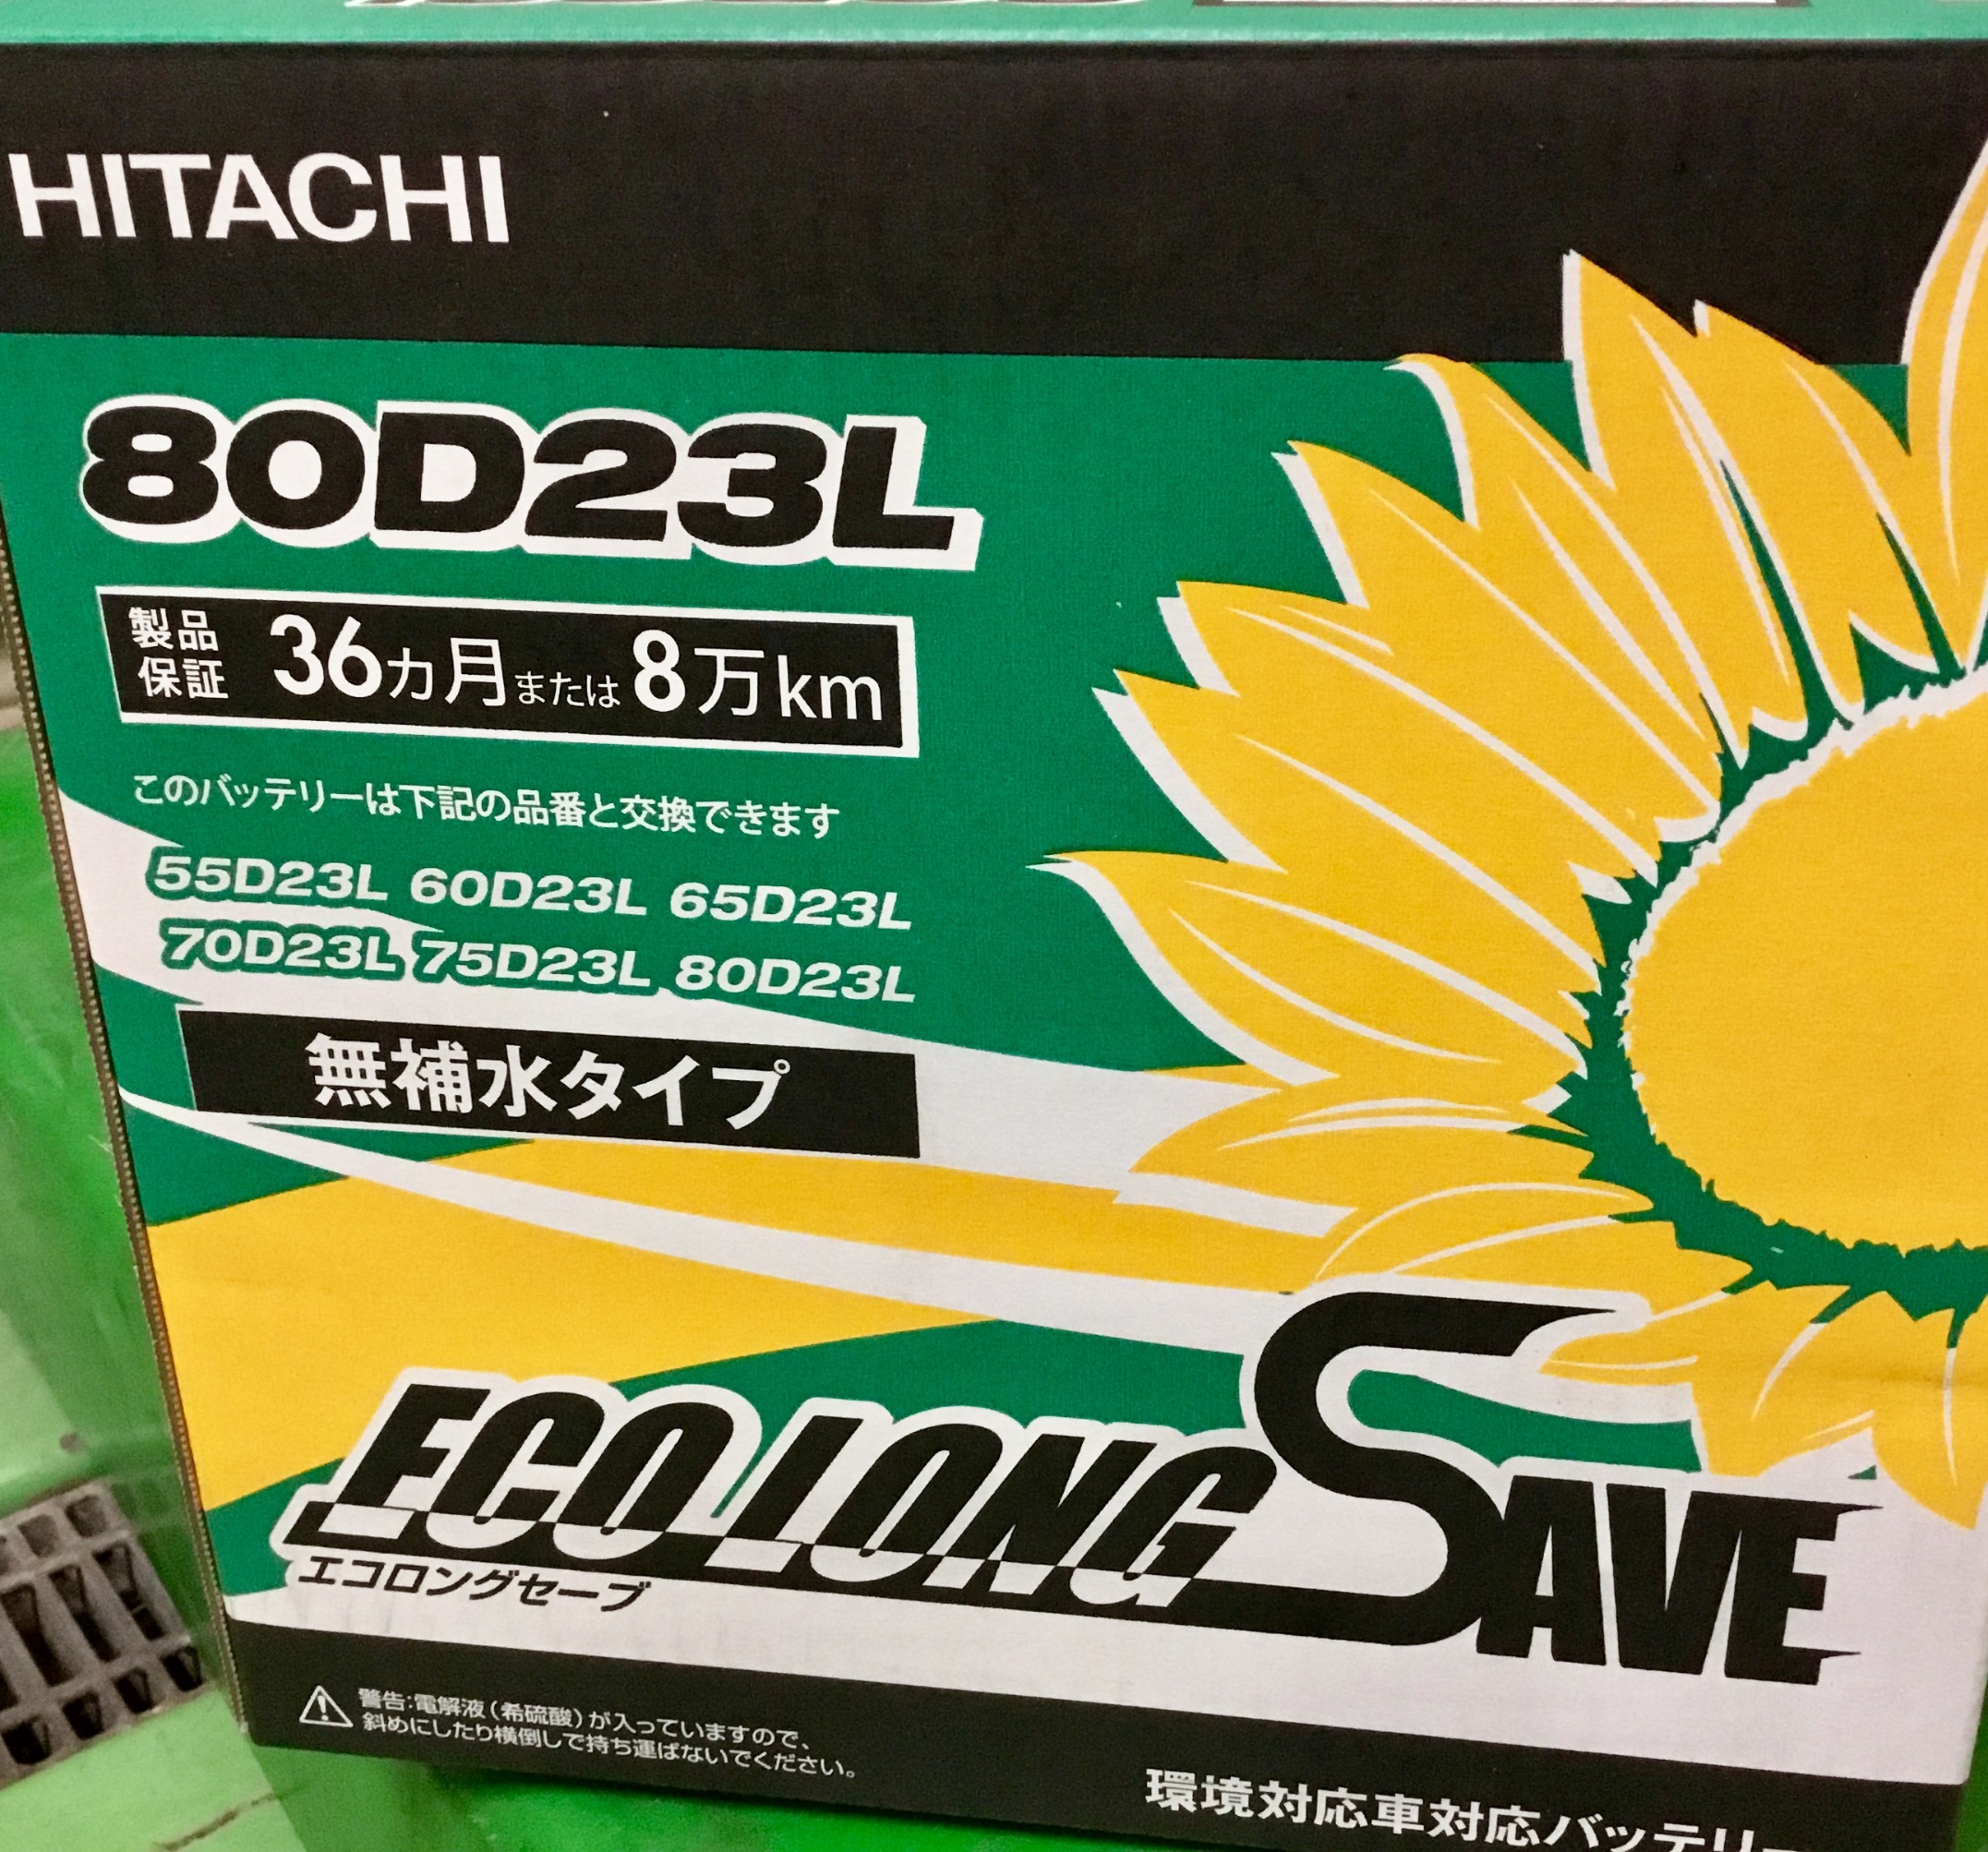 HITACHI
80D23L
製品
保証
36カ月または8万km
このバッテリーは下記の品番と交換できます
55D23L 60D23L 65D23L
70D23L 75D23L 80D23L
無補水タイプ
ECO LONG SAVE
エコロングセーブ
警告:電解液(希硫酸)が入っていますので、
斜めにしたり横倒しで持ち運ばないでください。
環境対応車対応バッテリー